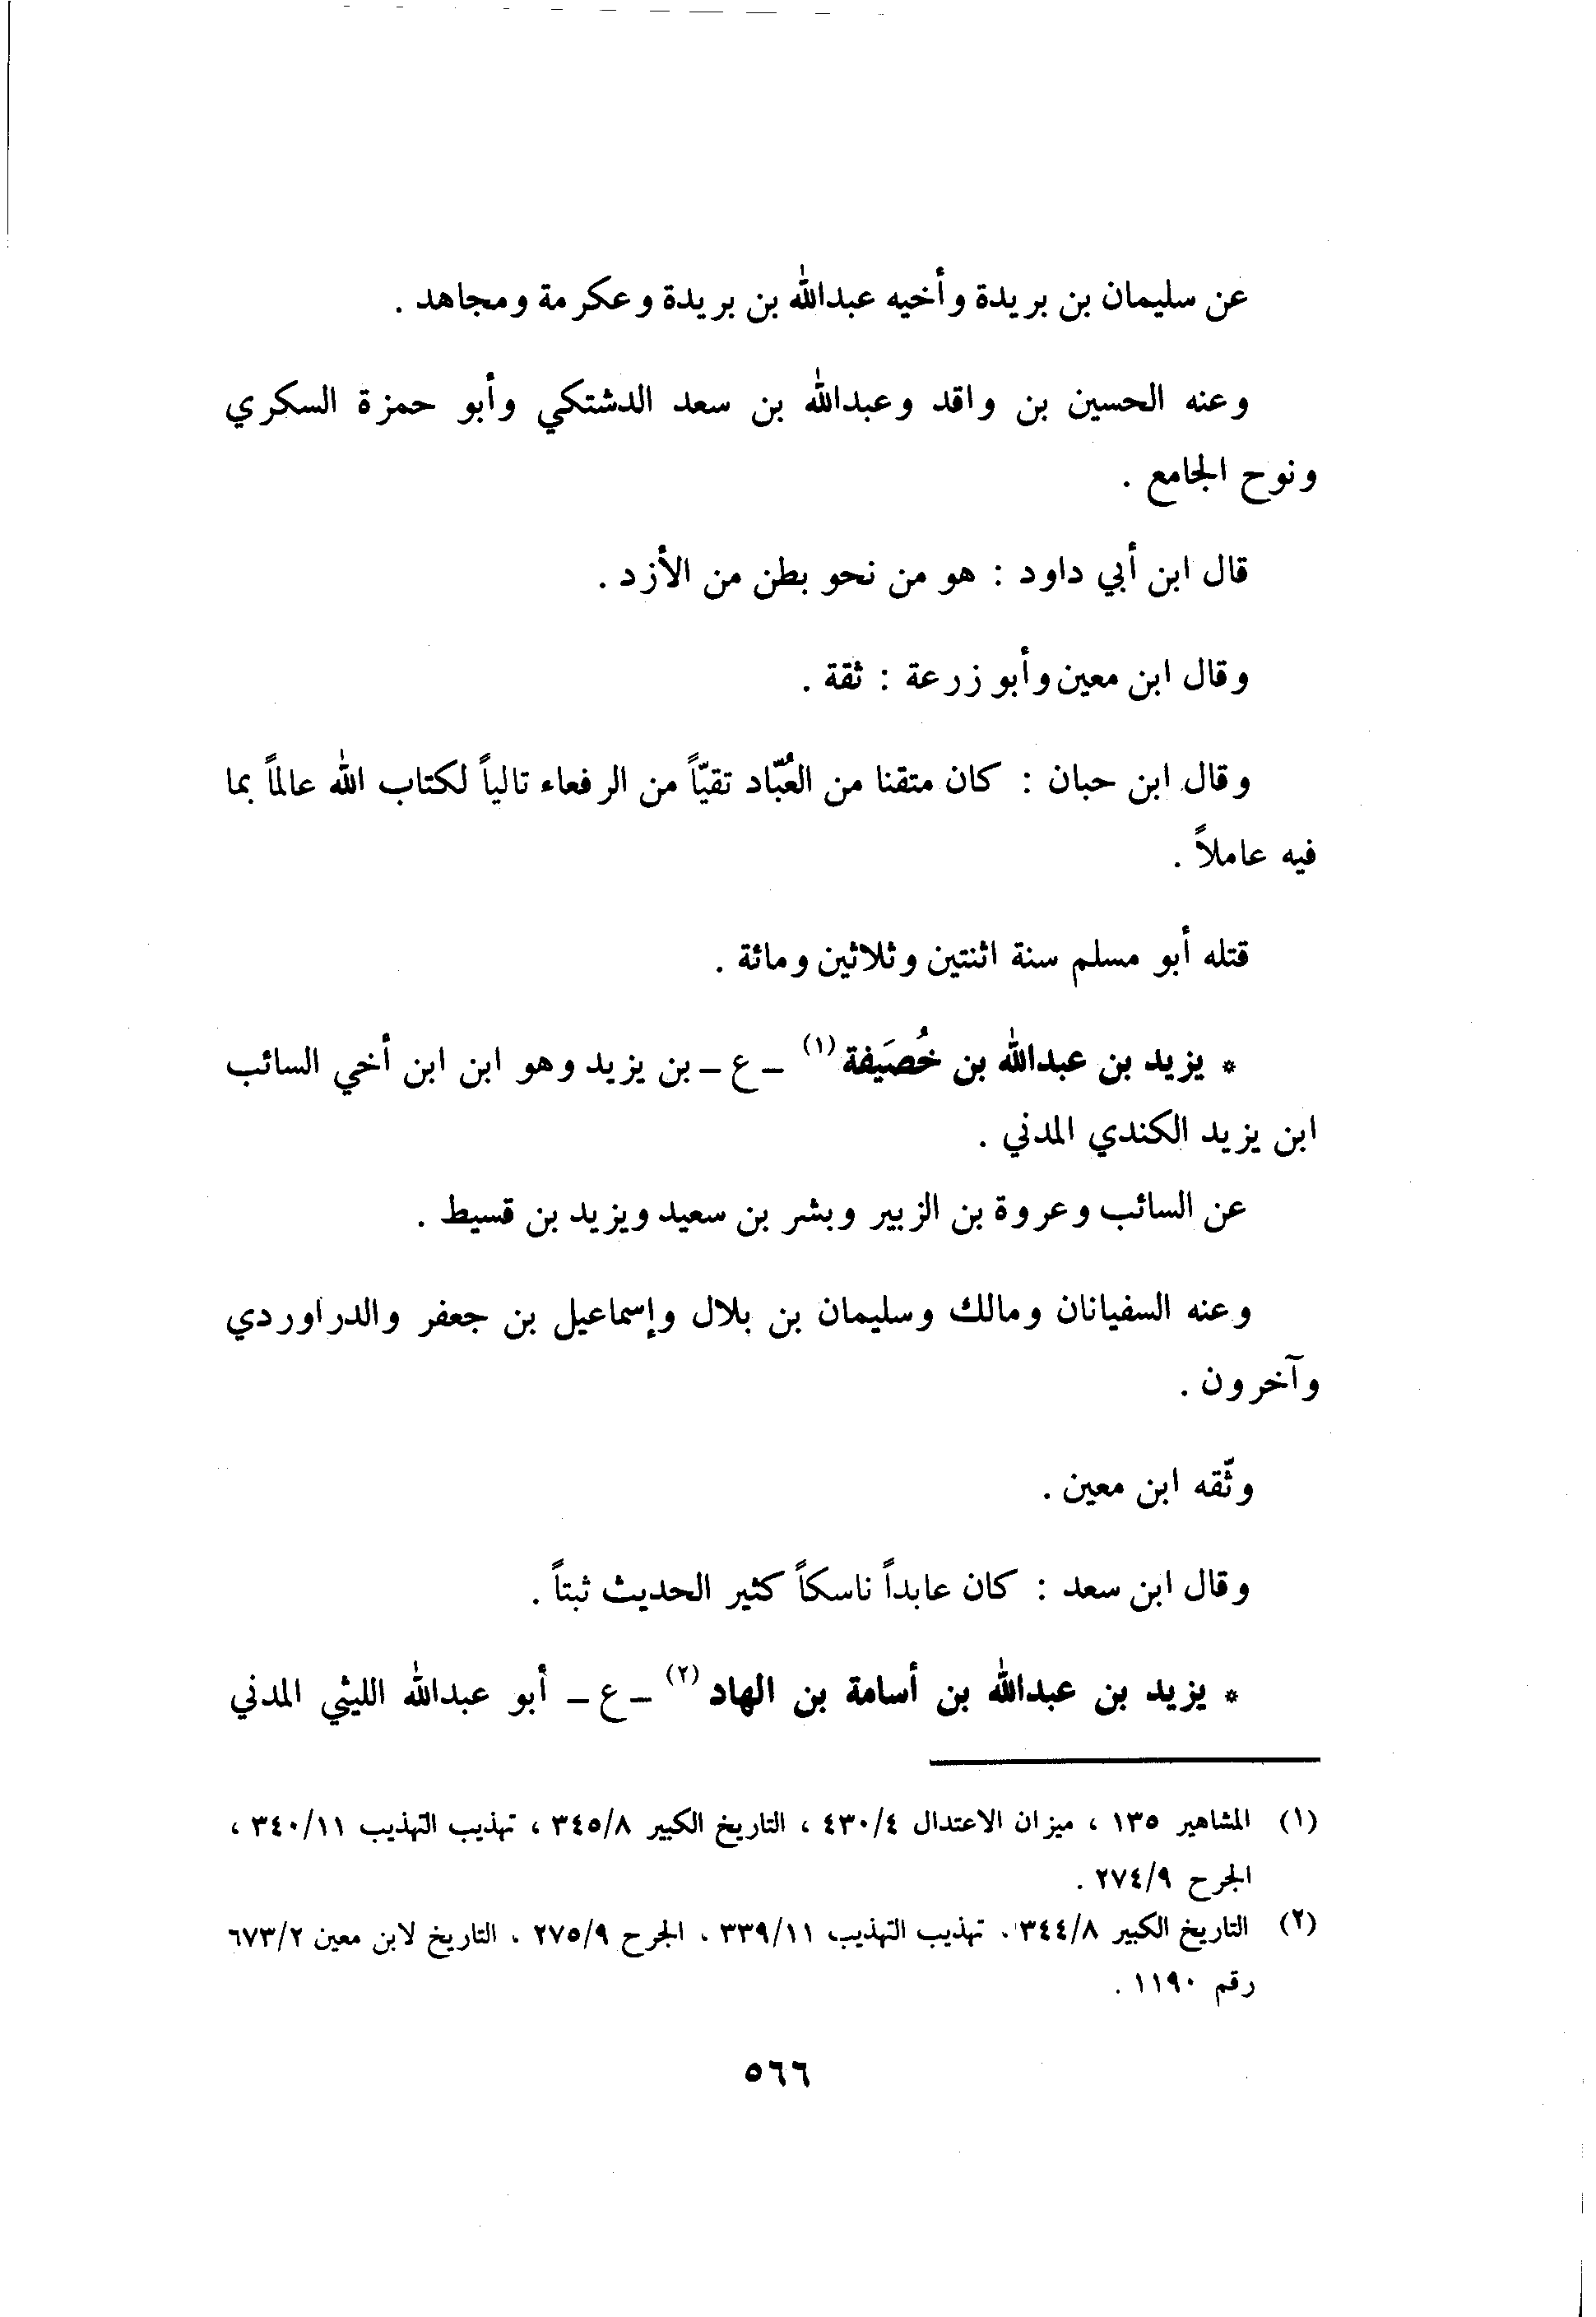 عن سليمان بن بريدة وأخيه عبدالله بن بريدة وعكرمة ومجاهد .
وعنه الحسين بن واقد وعبدالله بن سعد الدشتكي وأبو حمزة السكري
ونوح الجامع .
قال ابن أبي داود : هو من نحو بطن من الأزد .
وقال ابن معين وأبو زرعة : ثقة .
وقال ابن حبان : كان متقنا من العُبّاد تقيّاً من الرفعاء تالياً لكتاب الله عالماً بما
فيه عاملاً .
قتله أبو مسلم سنة اثنتين وثلاثين ومائة .
* يزيد بن عبدالله بن خُصَيفة (١) - ع - بن يزيد وهو ابن ابن أخي السائب
ابن يزيد الكندي المدني .
عن السائب وعروة بن الزبير وبشر بن سعيد ويزيد بن قسيط .
وعنه السفيانان ومالك وسليمان بن بلال وإسماعيل بن جعفر والدراوردي
وآخرون .
وثّقه ابن معين .
وقال ابن سعد : كان عابداً ناسكاً كثير الحديث ثبتاً .
* يزيد بن عبدالله بن أسامة بن الهاد (٢) - ع - أبو عبدالله الليثي المدني
(١) المشاهير ١٣٥ ، ميزان الاعتدال ٤٣٠/٤ ، التاريخ الكبير ٣٤٥/٨ ، تهذيب التهذيب ٣٤٠/١١ ،
الجرح ٢٧٤/٩ .
(٢) التاريخ الكبير ٣٤٤/٨ . تهذيب التهذيب ٣٣٩/١١ . الجرح ٢٧٥/٩ . التاريخ لابن معين ٦٧٣/٢
رقم ١١٩٠ .
٥٦٦